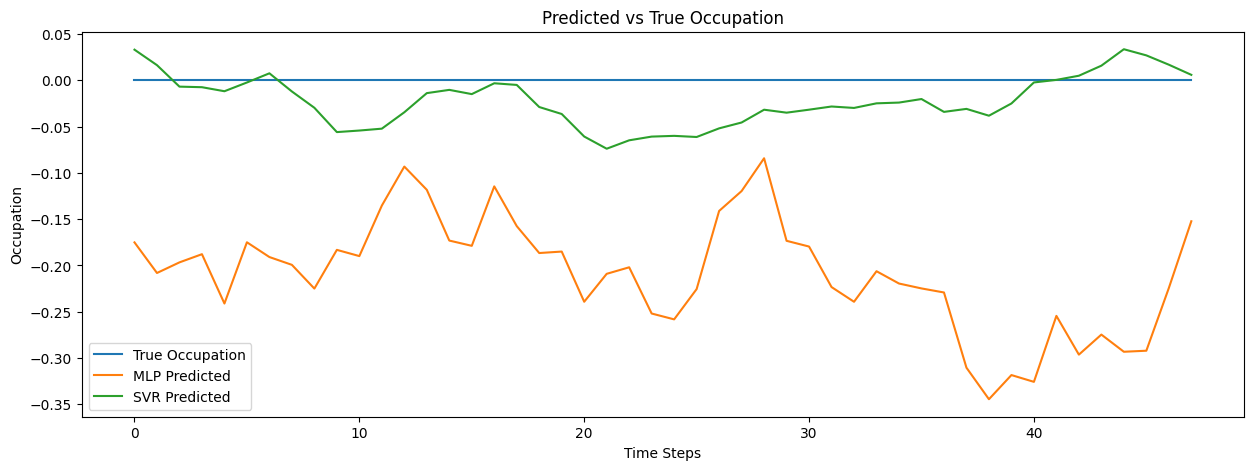 Predicted vs True Occupation
0.05
0.00
−0.05
−0.10
−0.15
−0.20
−0.25
−0.30
−0.35
Occupation
True Occupation
MLP Predicted
SVR Predicted
0 10 20 30 40
Time Steps